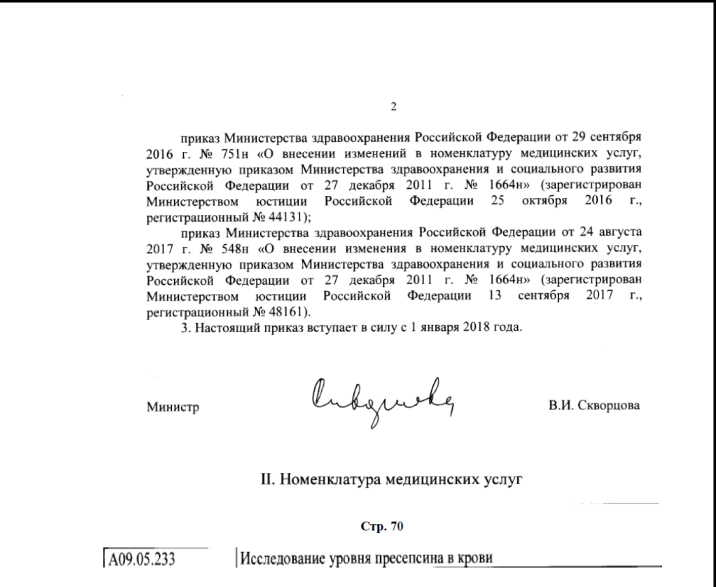 2
приказ Министерства здравоохранения Российской Федерации от 29 сентября
2016 г. № 751н «О внесении изменений в номенклатуру медицинских услуг,
утвержденную приказом Министерства здравоохранения и социального развития
Российской Федерации от 27 декабря 2011 г. № 1664н» (зарегистрирован
Министерством юстиции Российской Федерации 25 октября 2016 г.,
регистрационный № 44131);
приказ Министерства здравоохранения Российской Федерации от 24 августа
2017 г. № 548н «О внесении изменения в номенклатуру медицинских услуг,
утвержденную приказом Министерства здравоохранения и социального развития
Российской Федерации от 27 декабря 2011 г. № 1664н» (зарегистрирован
Министерством юстиции Российской Федерации 13 сентября 2017 г.,
регистрационный № 48161).
3. Настоящий приказ вступает в силу с 1 января 2018 года.
Министр В.И. Скворцова
II. Номенклатура медицинских услуг
Стр. 70
A09.05.233 Исследование уровня пресепсина в крови